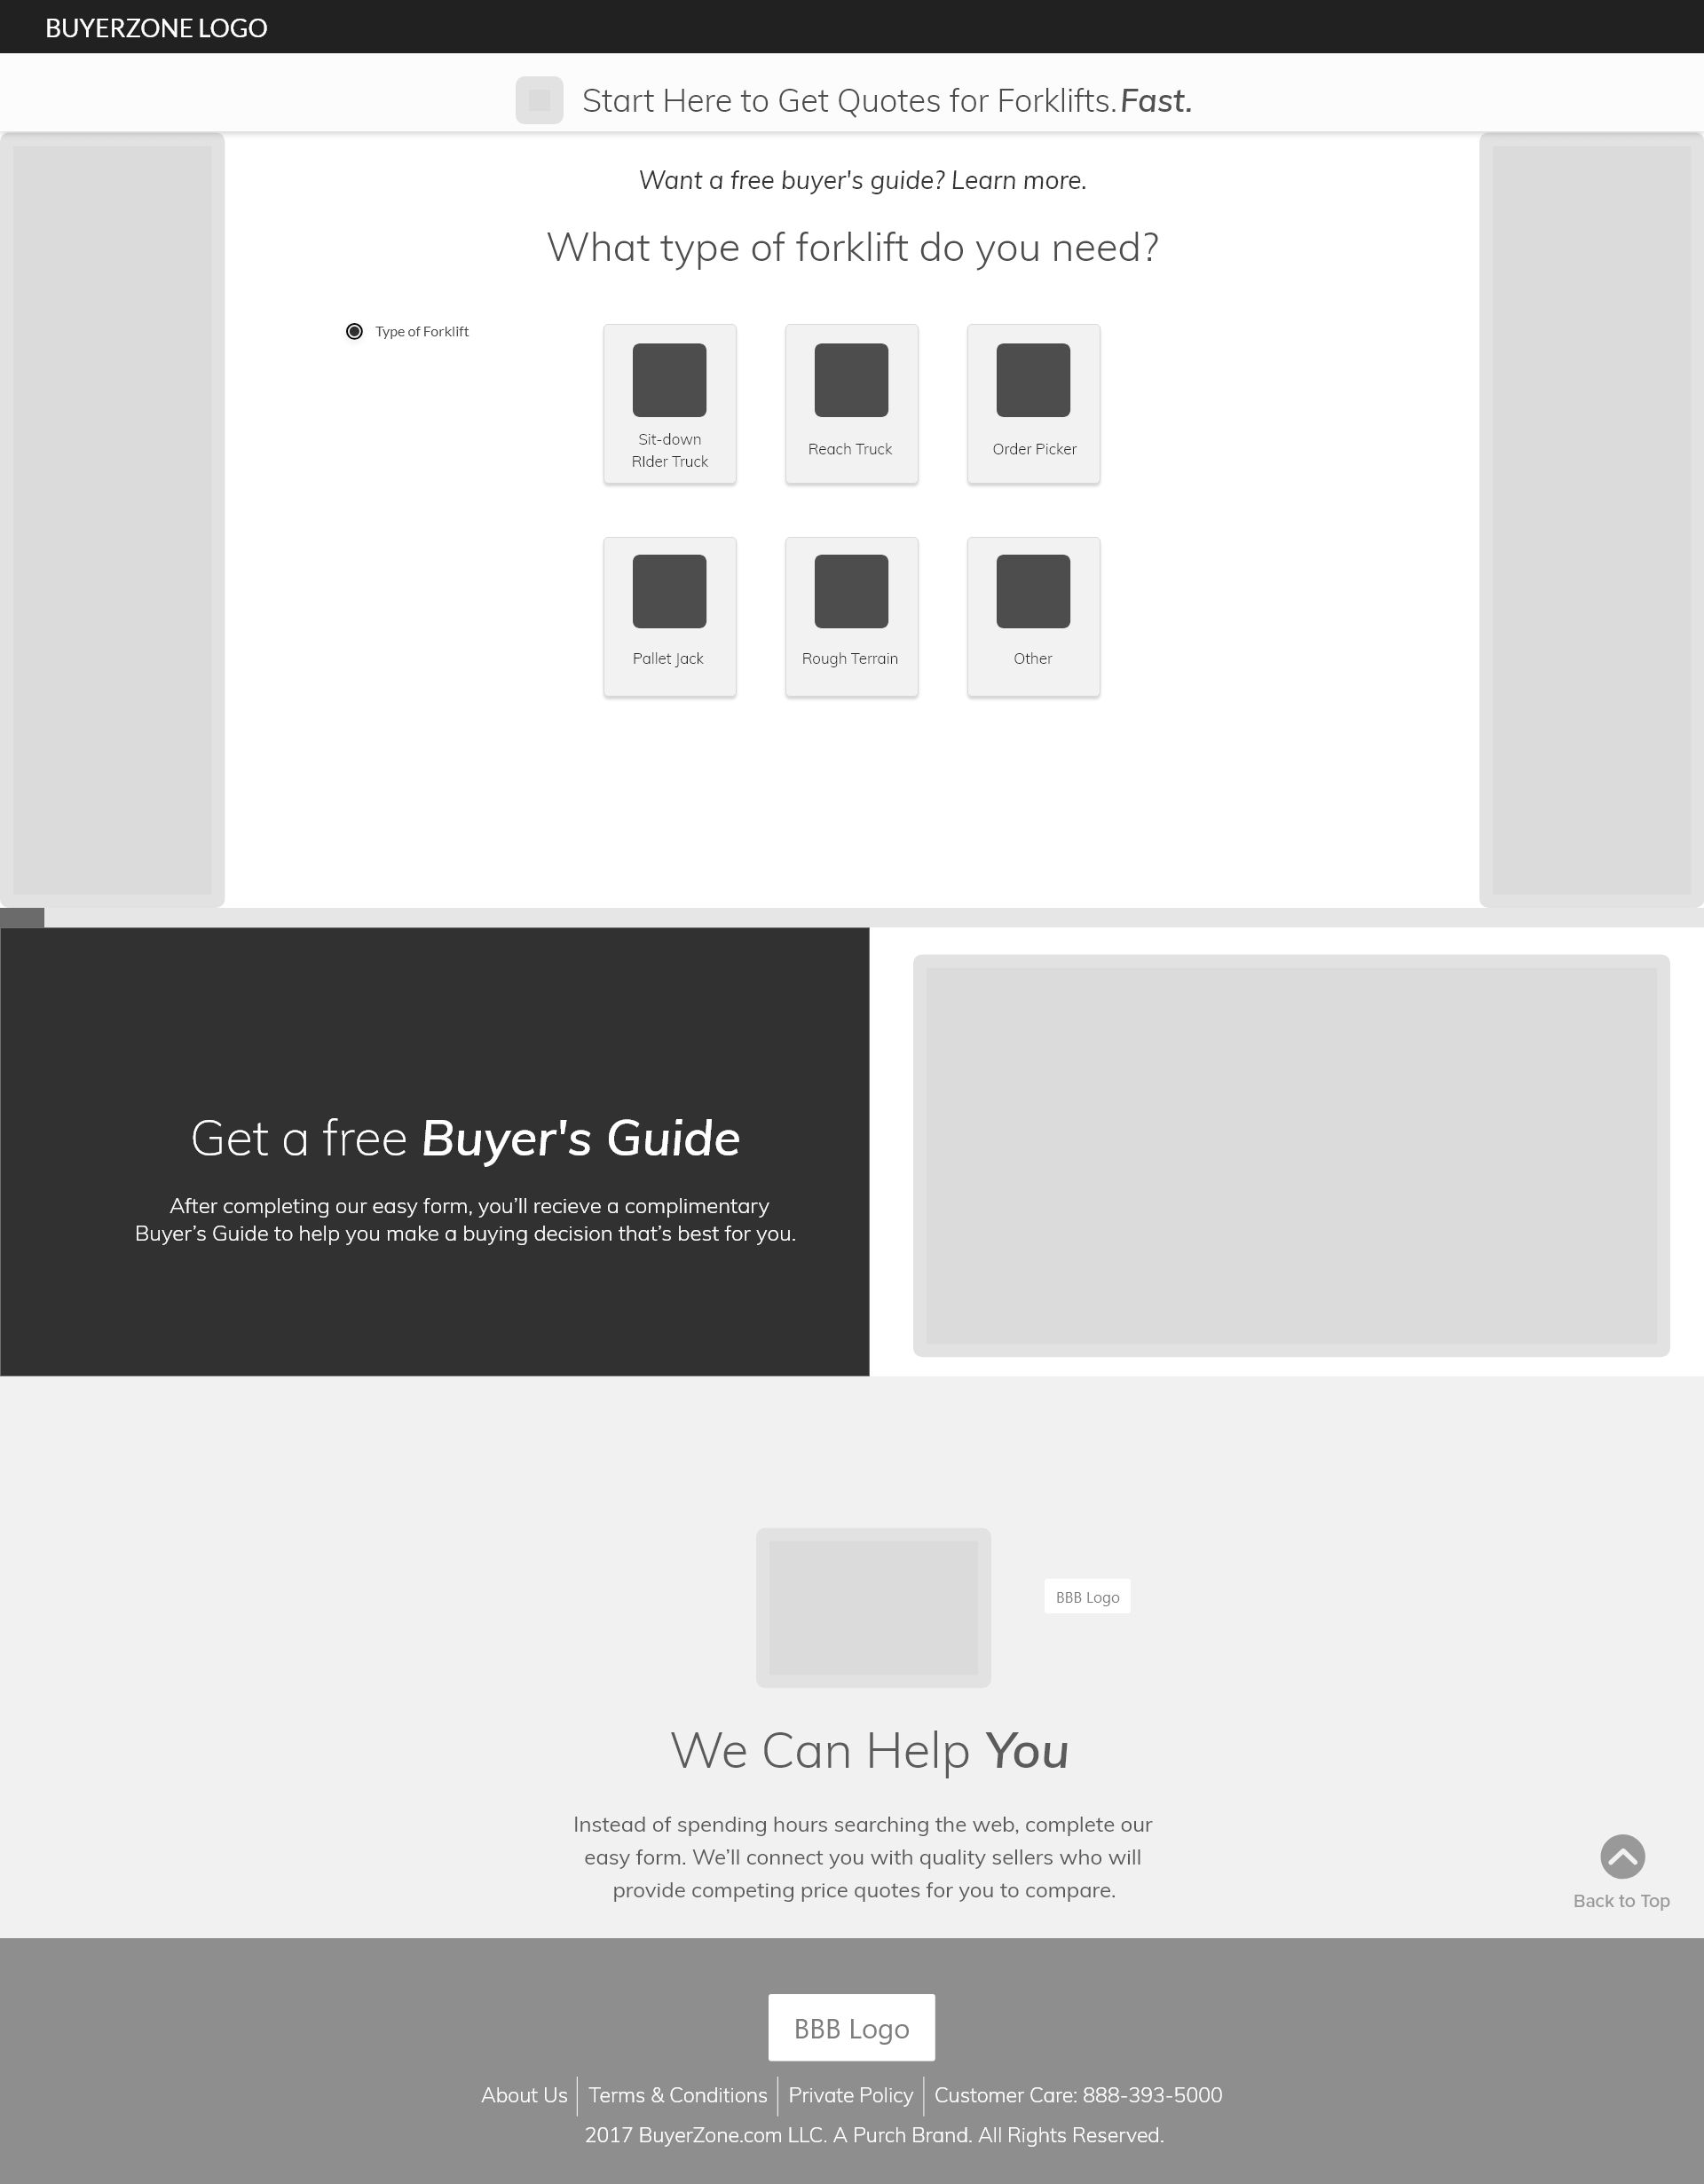 BUYERZONE LOGO
Start Here to Get Quotes for Forklifts. Fast.
Want a free buyer's guide? Learn more.
What type of forklift do you need?
Type of Forklift
Sit-down
RIder Truck
Reach Truck
Order Picker
Pallet Jack
Rough Terrain
Other
Get a free Buyer's Guide
After completing our easy form, you’ll recieve a complimentary
Buyer’s Guide to help you make a buying decision that’s best for you.
BBB Logo
We Can Help You
Instead of spending hours searching the web, complete our
easy form. We’ll connect you with quality sellers who will
provide competing price quotes for you to compare.
Back to Top
BBB Logo
About Us | Terms & Conditions | Private Policy | Customer Care: 888-393-5000
2017 BuyerZone.com LLC. A Purch Brand. All Rights Reserved.